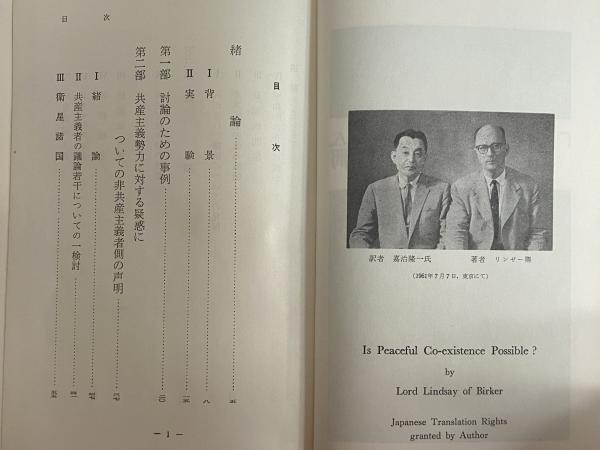 目次
目次
緒論
Ⅰ 背景 八
Ⅱ 実験
第一部 討論のための事例 二〇
第二部 共産主義勢力に対する疑惑に
ついての非共産主義者側の声明
Ⅰ 緒論
Ⅱ 共産主義者の議論若干についての一検討
Ⅲ 衛星諸国
— 1 —
訳者 嘉治隆一氏 著者 リンゼー卿
(1961年7月7日，東京にて)
Is Peaceful Co-existence Possible ?
by
Lord Lindsay of Birker
Japanese Translation Rights
granted by Author